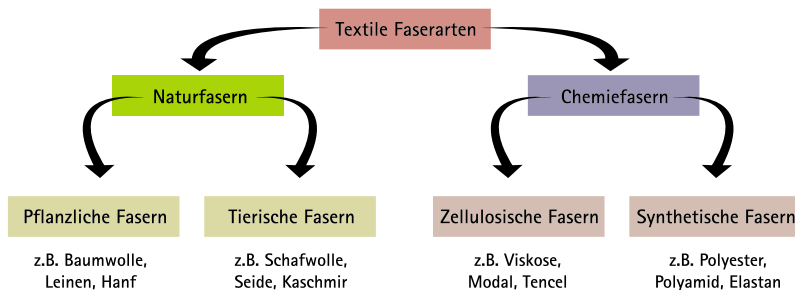 Textile Faserarten
Naturfasern
Chemiefasern
Pflanzliche Fasern
Tierische Fasern
Zellulosische Fasern
Synthetische Fasern
z.B. Baumwolle,
Leinen, Hanf
z.B. Schafwolle,
Seide, Kaschmir
z.B. Viskose,
Modal, Tencel
z.B. Polyester,
Polyamid, Elastan